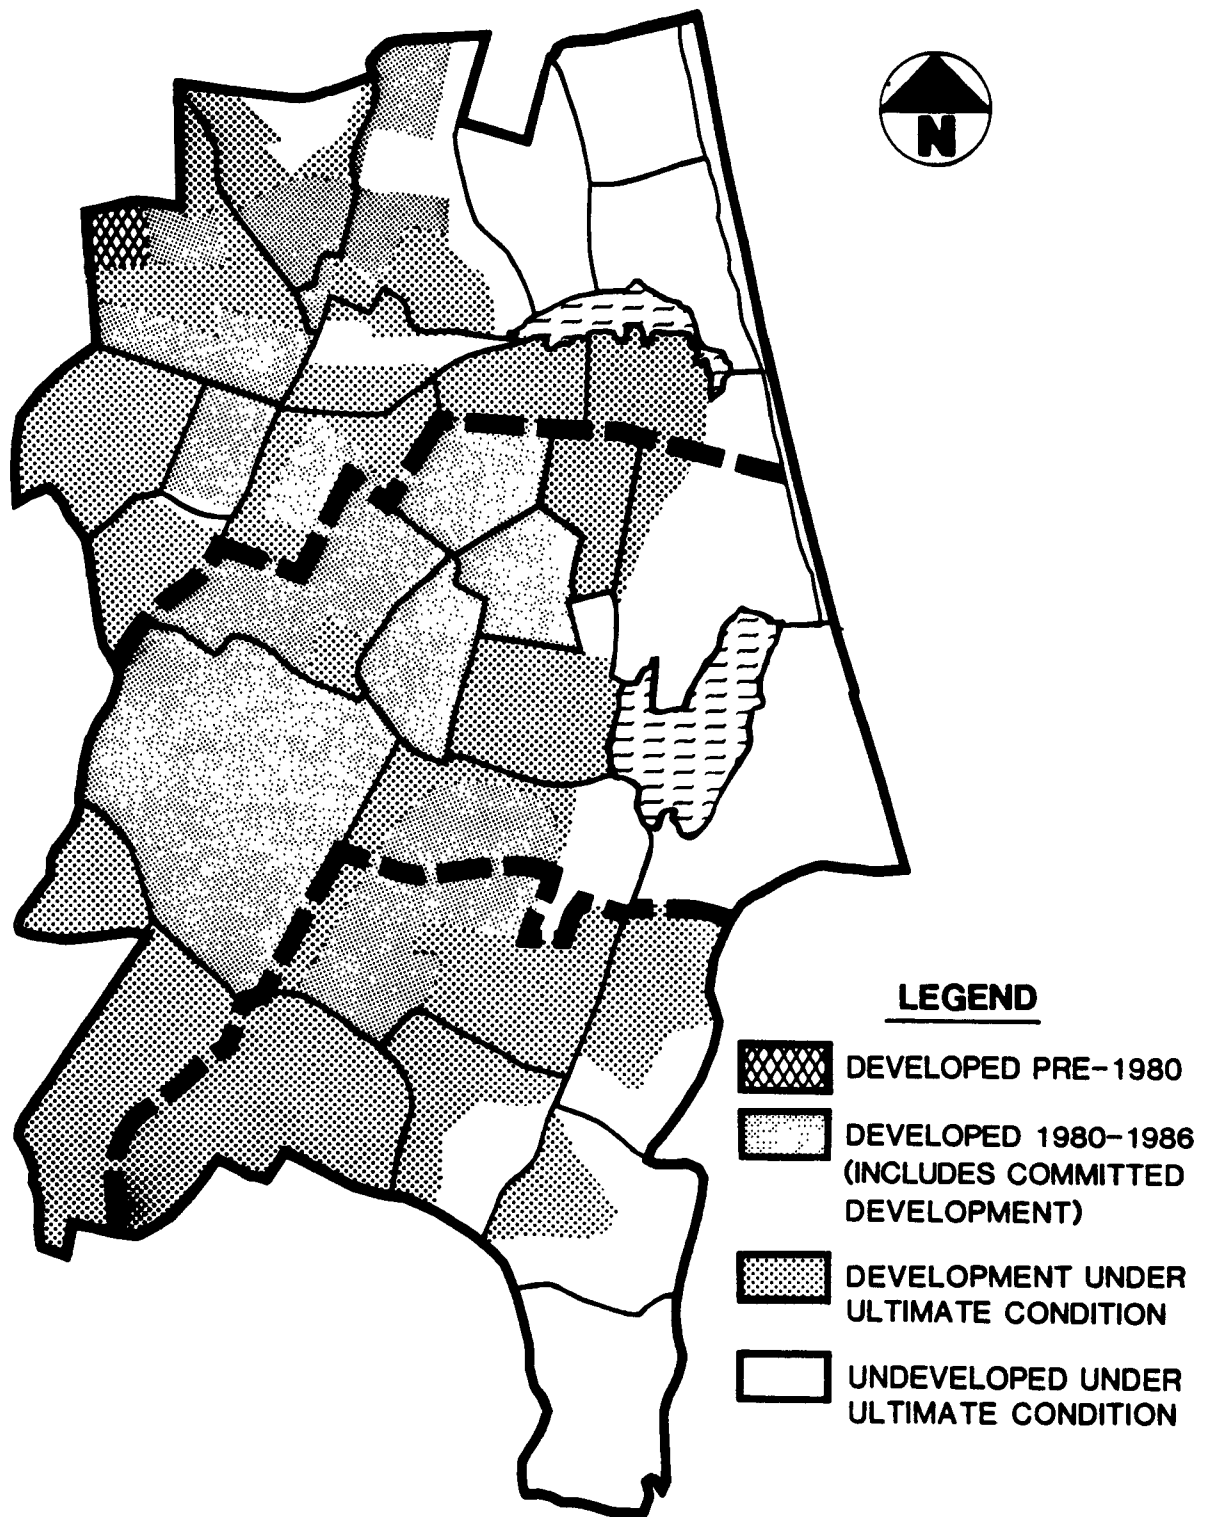 N
LEGEND
DEVELOPED PRE-1980
DEVELOPED 1980-1986
(INCLUDES COMMITTED
DEVELOPMENT)
DEVELOPMENT UNDER
ULTIMATE CONDITION
UNDEVELOPED UNDER
ULTIMATE CONDITION